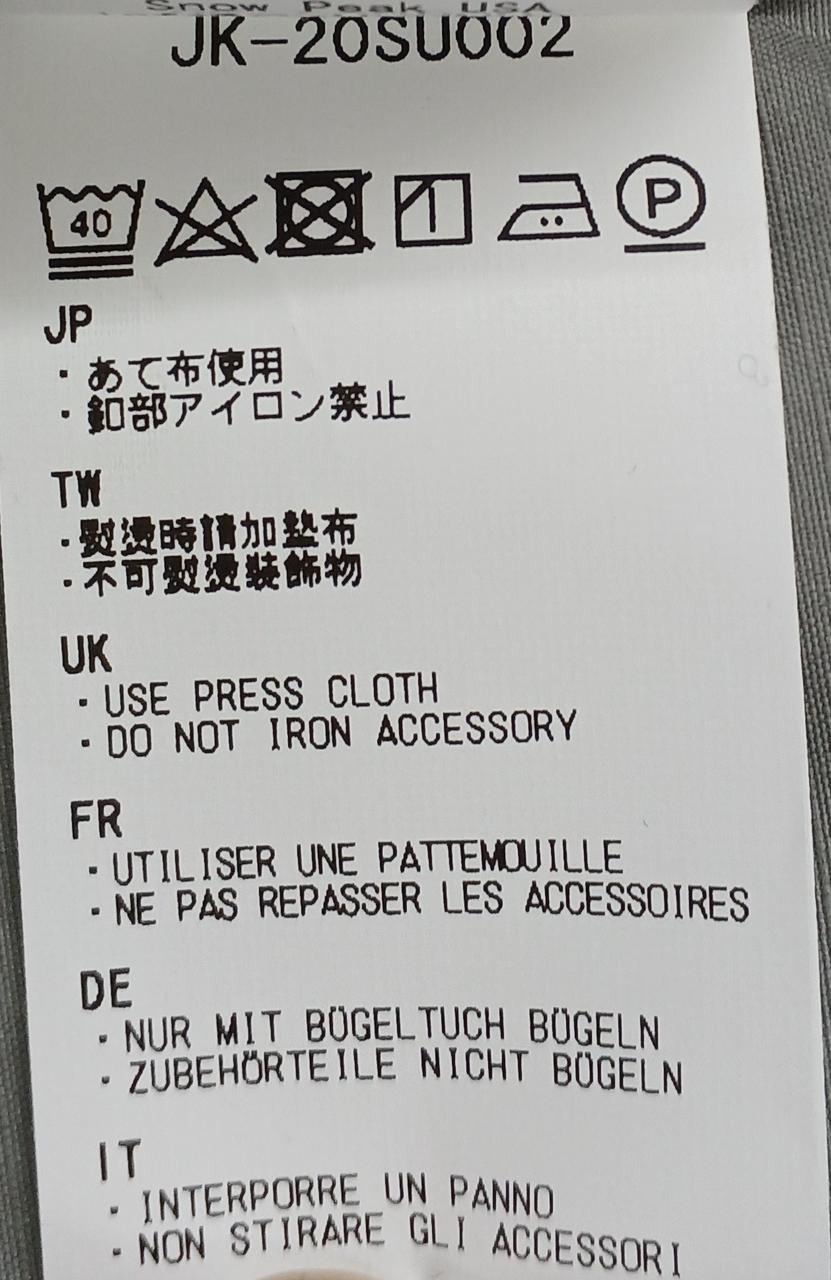 Snow Peak USA
JK-20SU002
40
P
JP
・あて布使用
・釦部アイロン禁止
TW
・熨燙時請加墊布
・不可熨燙裝飾物
UK
・USE PRESS CLOTH
・DO NOT IRON ACCESSORY
FR
・UTILISER UNE PATTEMOUILLE
・NE PAS REPASSER LES ACCESSOIRES
DE
・NUR MIT BÜGELTUCH BÜGELN
・ZUBEHÖRTEILE NICHT BÜGELN
IT
・INTERPORRE UN PANNO
・NON STIRARE GLI ACCESSORI